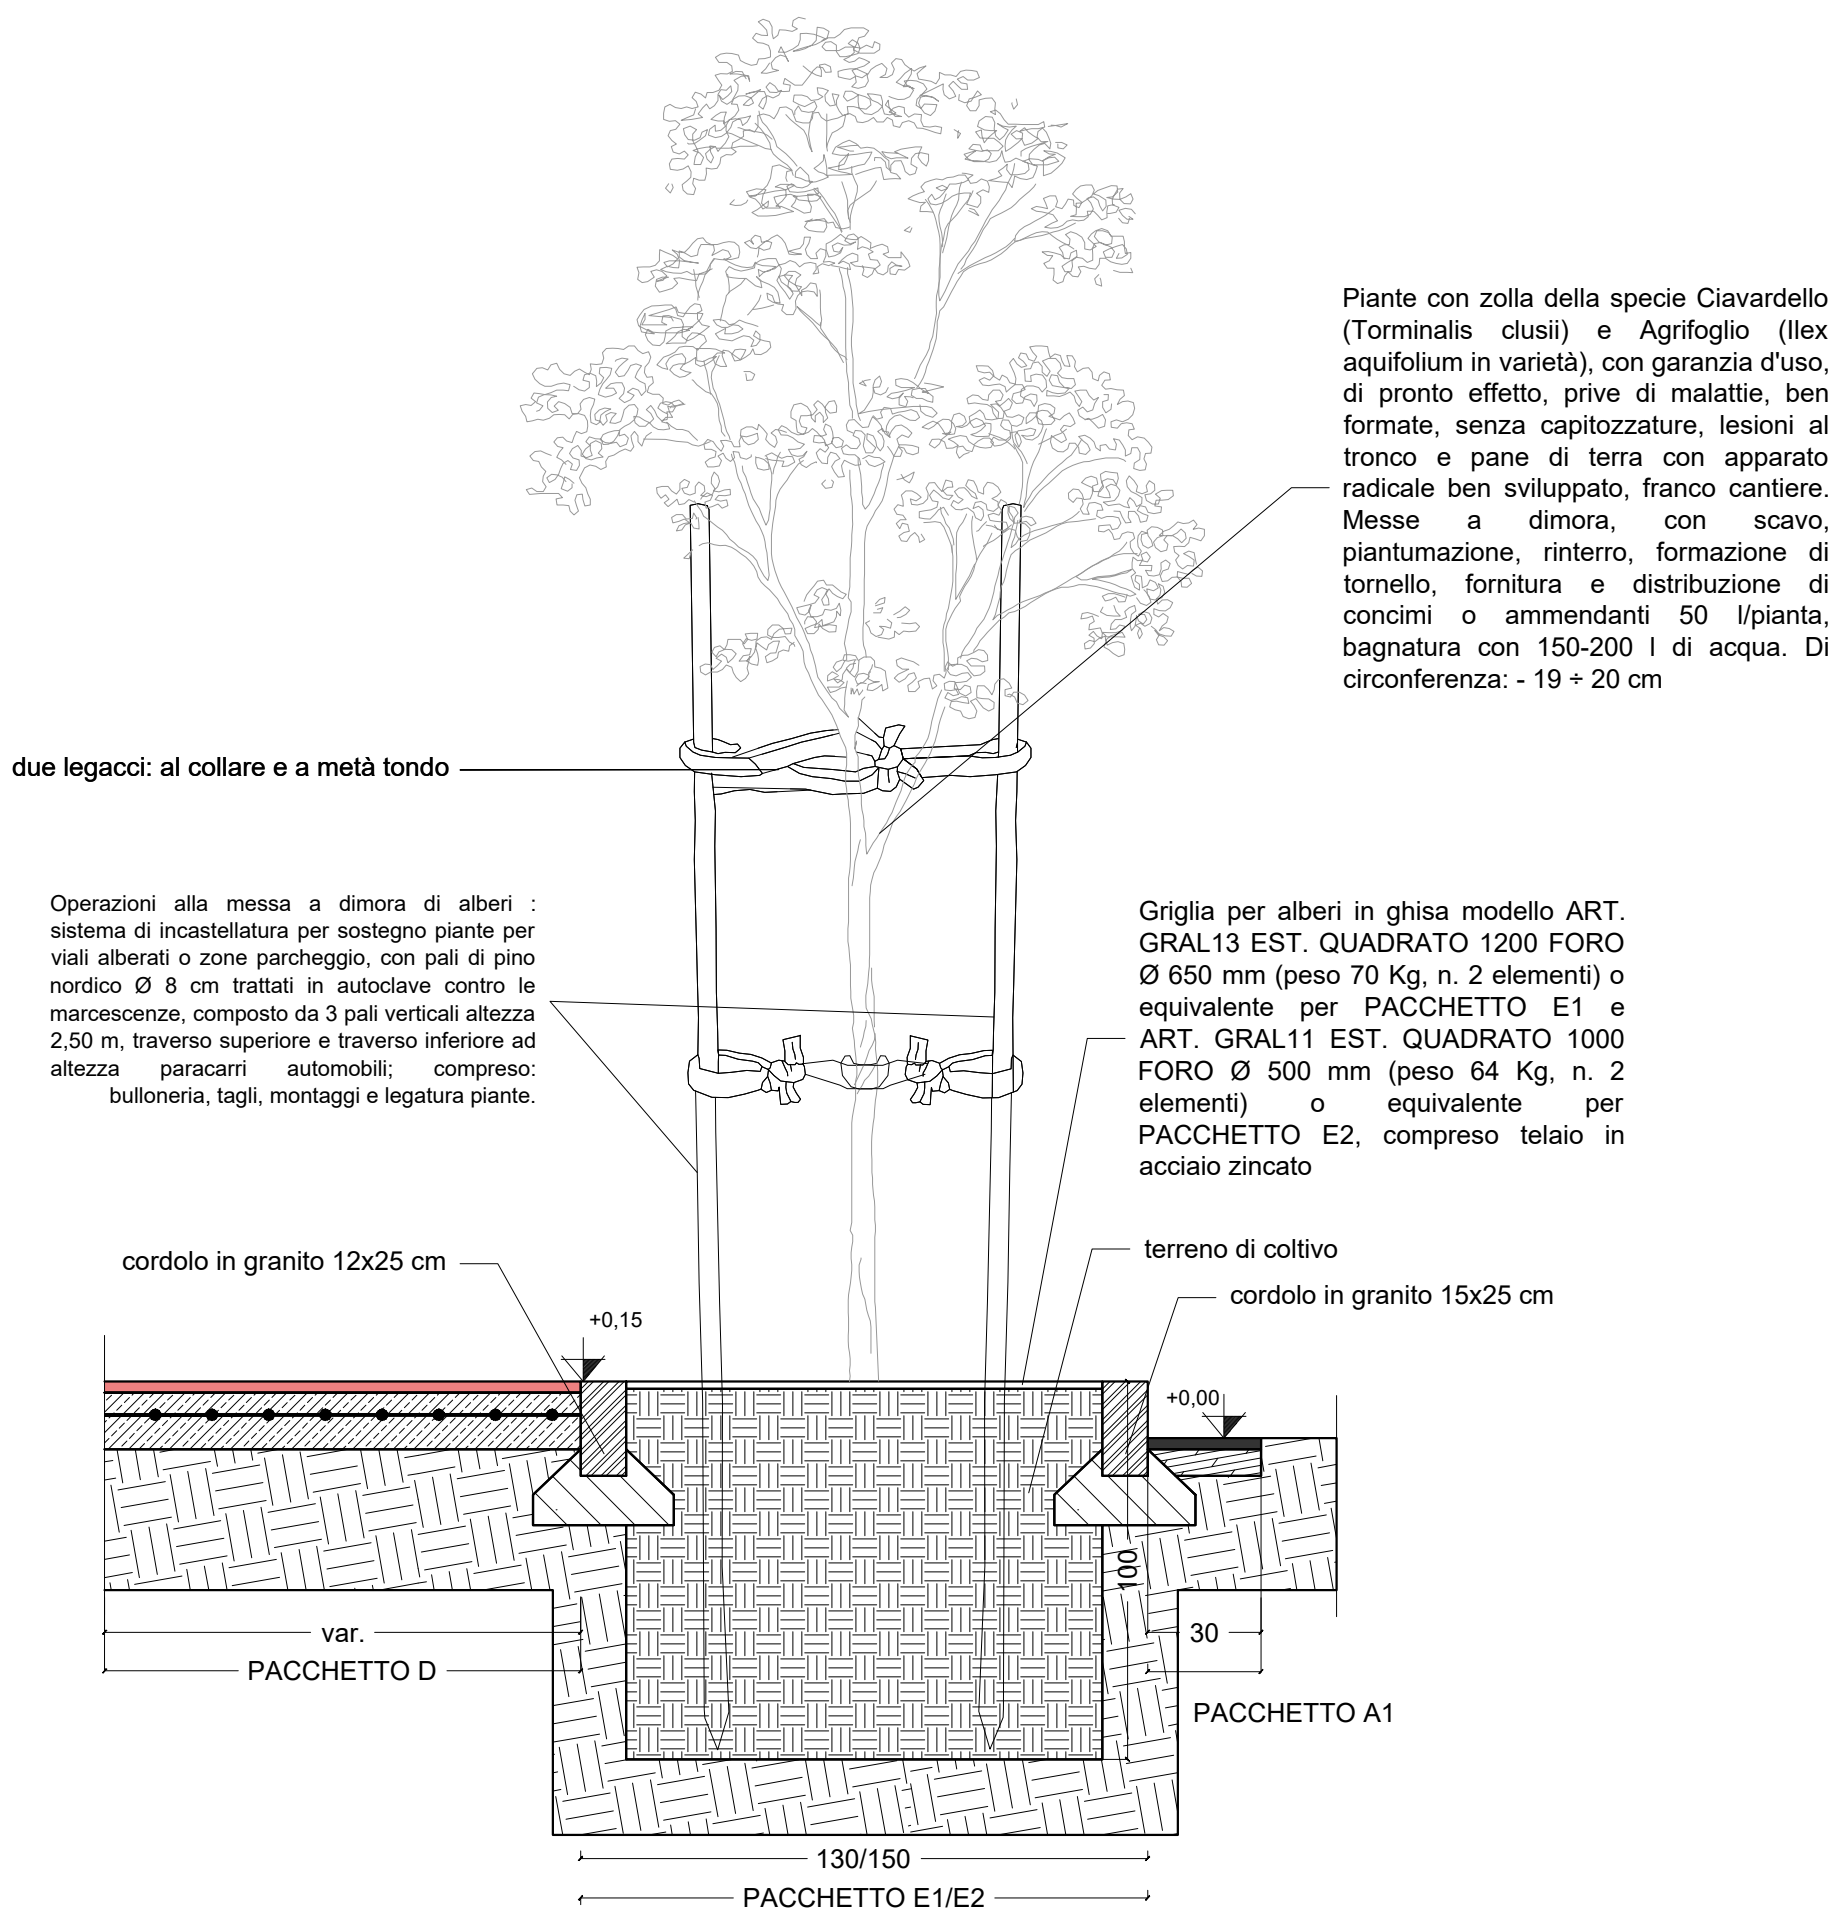 Piante con zolla della specie Ciavardello
(Torminalis clusii) e Agrifoglio (Ilex
aquifolium in varietà), con garanzia d'uso,
di pronto effetto, prive di malattie, ben
formate, senza capitozzature, lesioni al
tronco e pane di terra con apparato
radicale ben sviluppato, franco cantiere.
Messe a dimora, con scavo,
piantumazione, rinterro, formazione di
tornello, fornitura e distribuzione di
concimi o ammendanti 50 l/pianta,
bagnatura con 150-200 l di acqua. Di
circonferenza: - 19 ÷ 20 cm
due legacci: al collare e a metà tondo
Operazioni alla messa a dimora di alberi :
sistema di incastellatura per sostegno piante per
viali alberati o zone parcheggio, con pali di pino
nordico Ø 8 cm trattati in autoclave contro le
marcescenze, composto da 3 pali verticali altezza
2,50 m, traverso superiore e traverso inferiore ad
altezza paracarri automobili; compreso:
bulloneria, tagli, montaggi e legatura piante.
Griglia per alberi in ghisa modello ART.
GRAL13 EST. QUADRATO 1200 FORO
Ø 650 mm (peso 70 Kg, n. 2 elementi) o
equivalente per PACCHETTO E1 e
ART. GRAL11 EST. QUADRATO 1000
FORO Ø 500 mm (peso 64 Kg, n. 2
elementi) o equivalente per
PACCHETTO E2, compreso telaio in
acciaio zincato
cordolo in granito 12x25 cm
terreno di coltivo
cordolo in granito 15x25 cm
+0,15
+0,00
100
var.
30
PACCHETTO D
PACCHETTO A1
130/150
PACCHETTO E1/E2